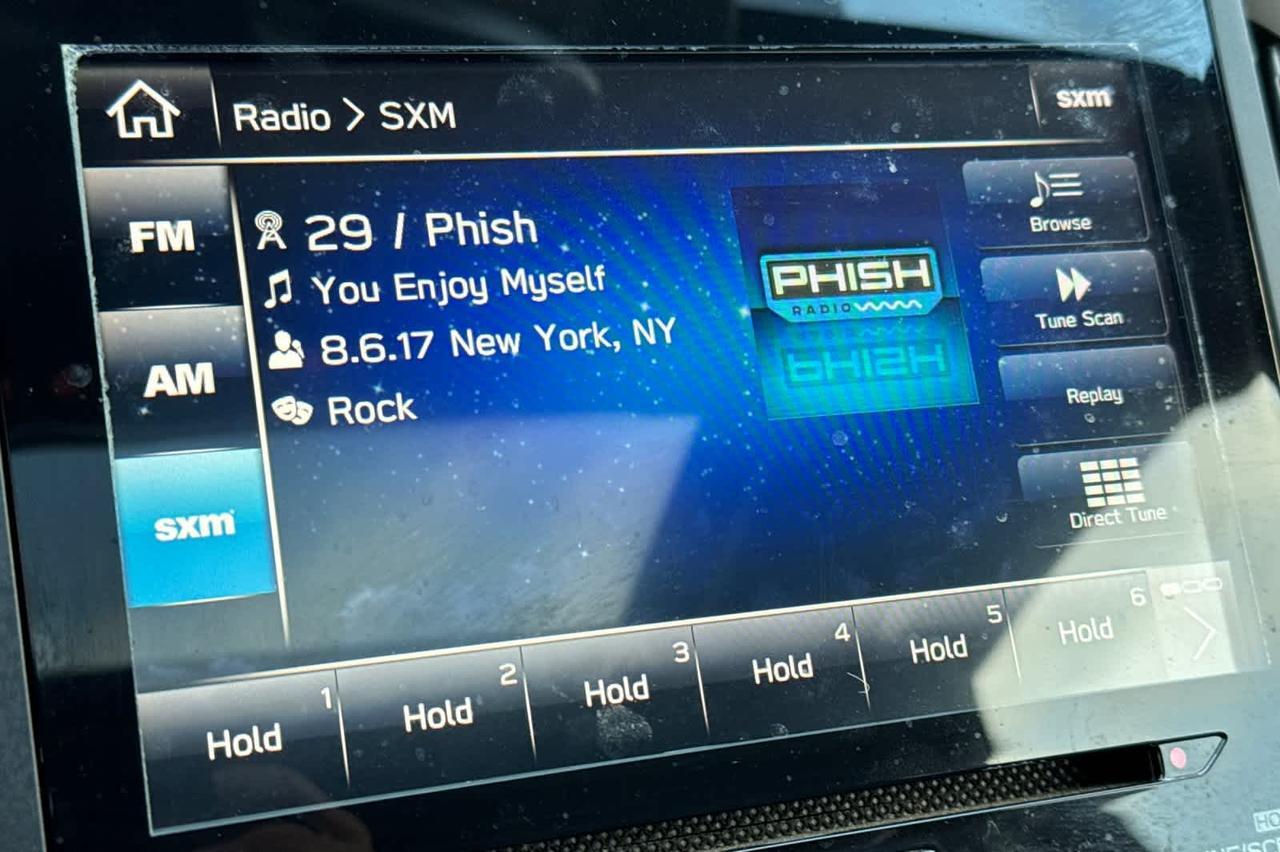 Radio > SXM
sxm
FM
AM
sxm
29 / Phish
You Enjoy Myself
8.6.17 New York, NY
Rock
PHISH
RADIO
PHISH
Browse
Tune Scan
Replay
Direct Tune
1
Hold
2
Hold
3
Hold
4
Hold
5
Hold
6
Hold